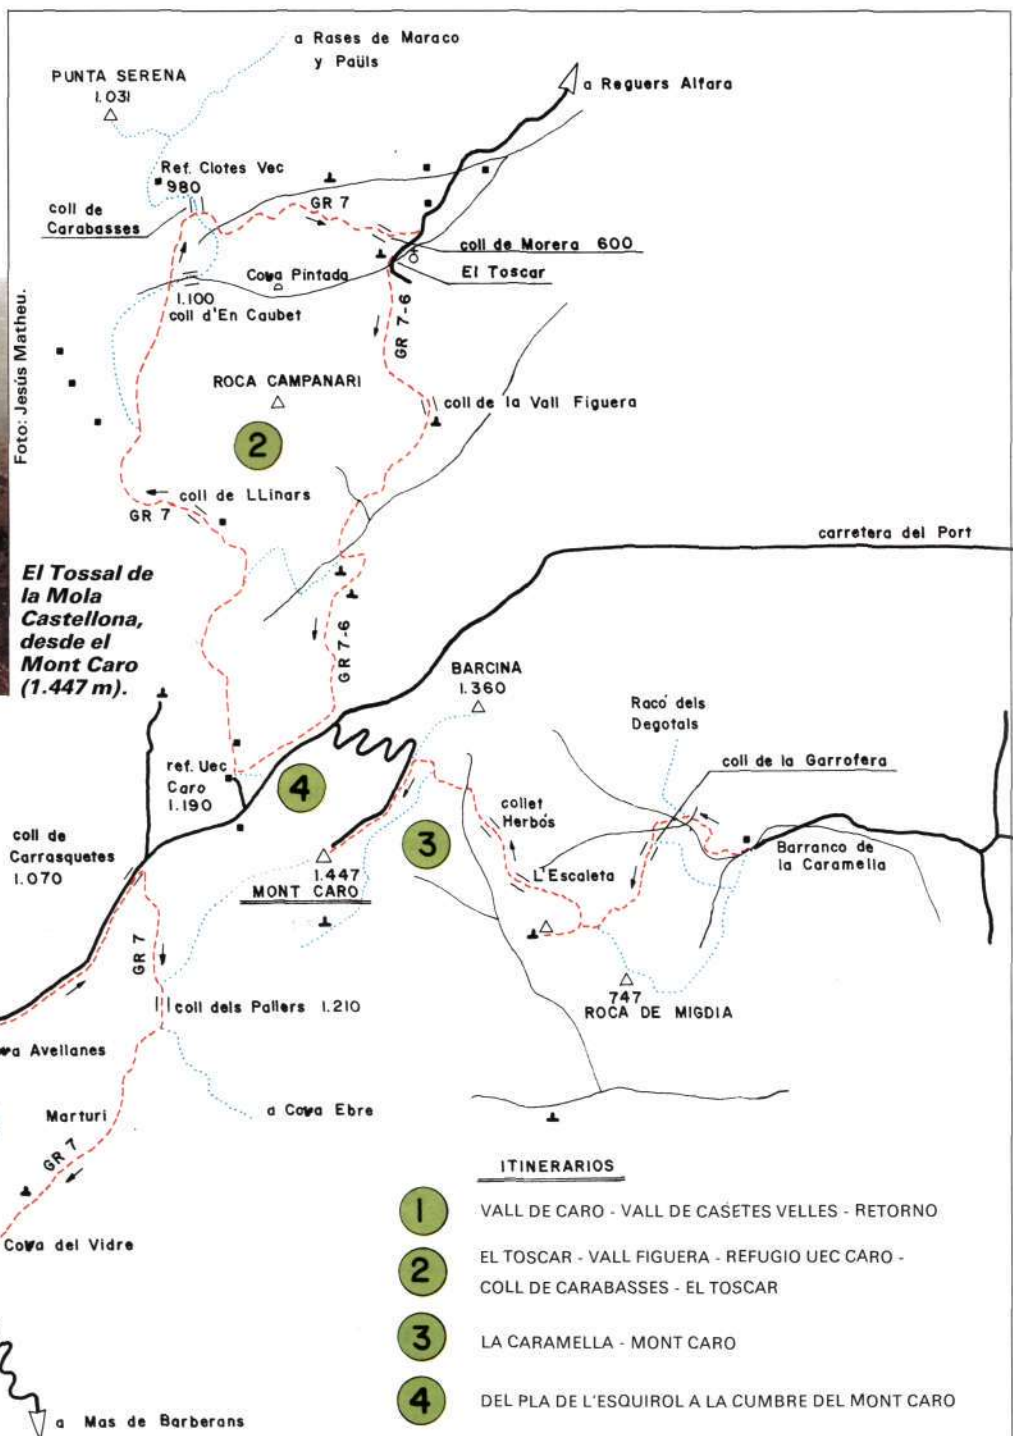 a Rases de Maraco
y Paüls
PUNTA SERENA
1.031
a Reguers Alfara
Ref. Clotes Vec
980
coll de
Carabasses
GR 7
coll de Morera 600
El Toscar
Cova Pintada
1.100
coll d'En Caubet
GR 7-6
Foto: Jesús Matheu.
ROCA CAMPANARI
coll de la Vall Figuera
2
coll de LLinars
GR 7
carretera del Port
El Tossal de
la Mola
Castellona,
desde el
Mont Caro
(1.447 m).
GR 7-6
BARCINA
1.360
Racó dels
Degotals
coll de la Garrofera
ref. Uec
Caro
1.190
4
collet
Herbós
3
coll de
Carrasquetes
1.070
Barranco de
la Caramella
L'Escaleta
1.447
MONT CARO
GR 7
747
ROCA DE MIGDIA
coll dels Pallers 1.210
va Avellanes
a Cova Ebre
Marturi
GR 7
Cova del Vidre
ITINERARIOS
1 VALL DE CARO - VALL DE CASETES VELLES - RETORNO
2 EL TOSCAR - VALL FIGUERA - REFUGIO UEC CARO -
COLL DE CARABASSES - EL TOSCAR
3 LA CARAMELLA - MONT CARO
4 DEL PLA DE L'ESQUIROL A LA CUMBRE DEL MONT CARO
a Mas de Barberans